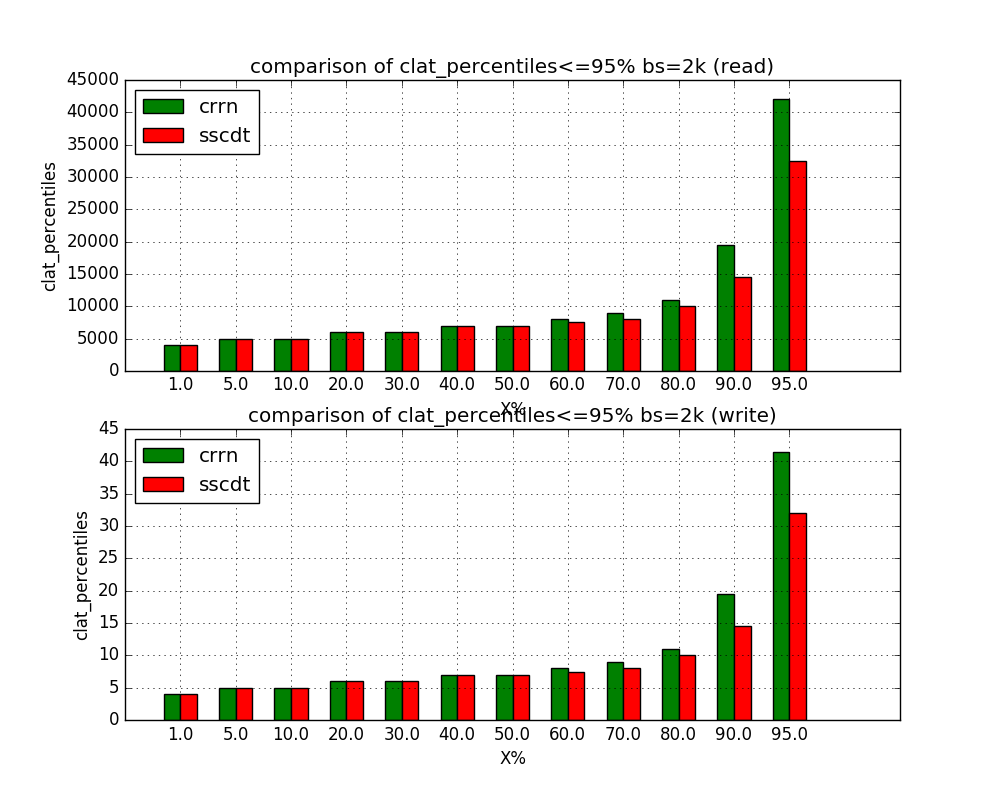 comparison of clat_percentiles<=95% bs=2k (read)
45000
40000
35000
30000
25000
20000
15000
10000
5000
0
clat_percentiles
crrn
sscdt
1.0 5.0 10.0 20.0 30.0 40.0 50.0 60.0 70.0 80.0 90.0 95.0
X%
comparison of clat_percentiles<=95% bs=2k (write)
45
40
35
30
25
20
15
10
5
0
clat_percentiles
crrn
sscdt
1.0 5.0 10.0 20.0 30.0 40.0 50.0 60.0 70.0 80.0 90.0 95.0
X%